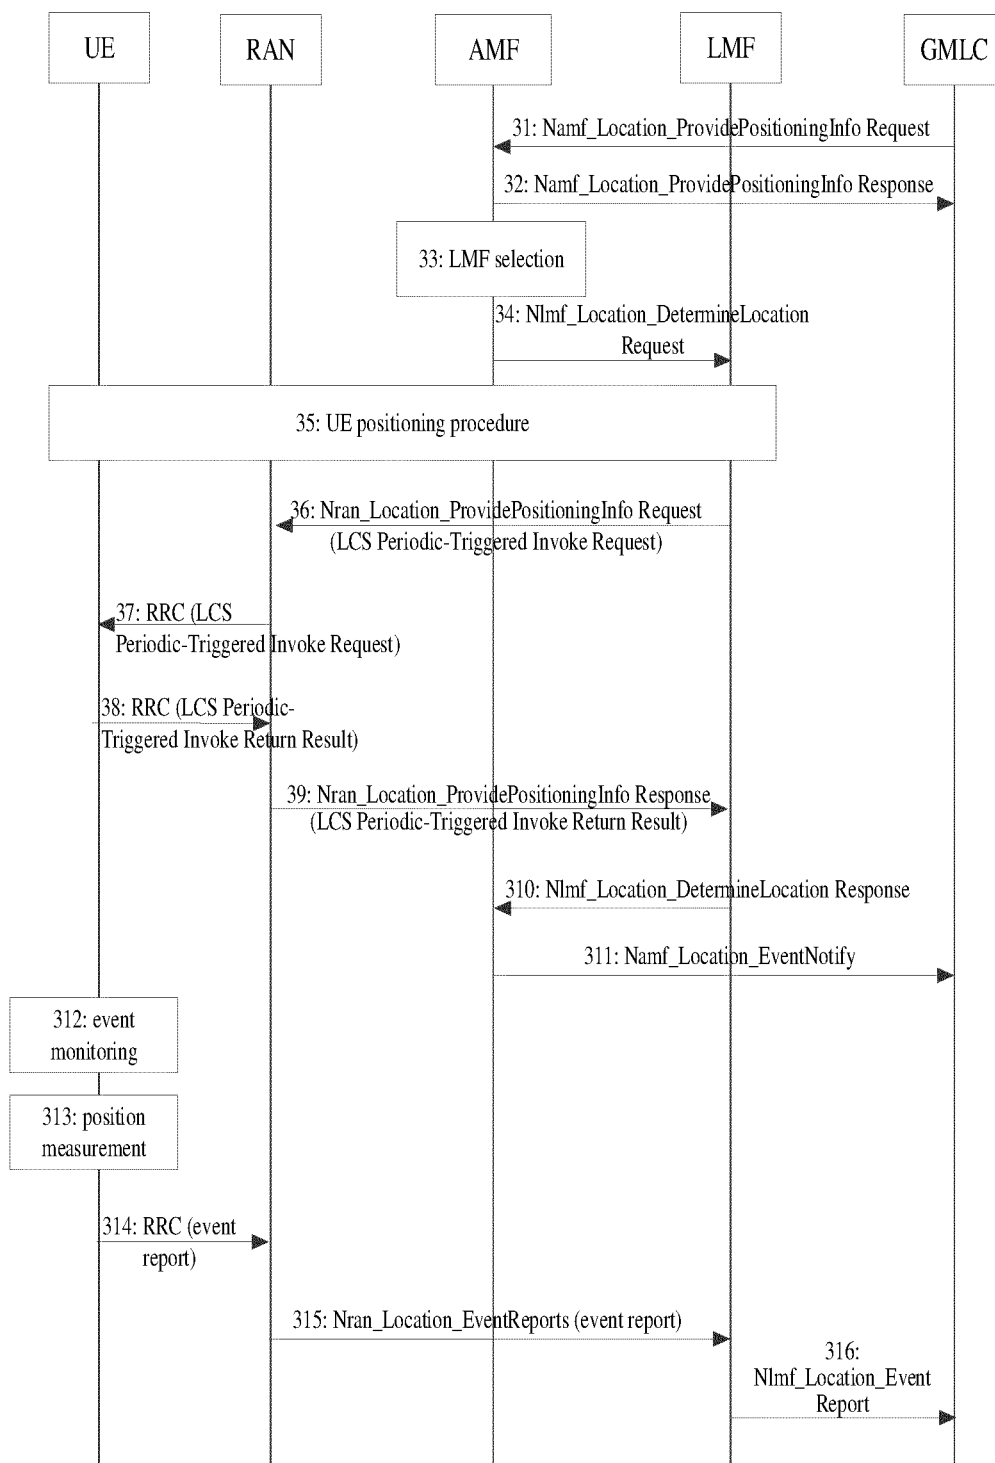 UE
RAN
AMF
LMF
GMLC
31: Namf_Location_ProvidePositioningInfo Request
32: Namf_Location_ProvidePositioningInfo Response
33: LMF selection
34: Nlmf_Location_DetermineLocation
Request
35: UE positioning procedure
36: Nran_Location_ProvidePositioningInfo Request
(LCS Periodic-Triggered Invoke Request)
37: RRC (LCS
Periodic-Triggered Invoke Request)
38: RRC (LCS Periodic-
Triggered Invoke Return Result)
39: Nran_Location_ProvidePositioningInfo Response
(LCS Periodic-Triggered Invoke Return Result)
310: Nlmf_Location_DetermineLocation Response
311: Namf_Location_EventNotify
312: event
monitoring
313: position
measurement
314: RRC (event
report)
315: Nran_Location_EventReports (event report)
316:
Nlmf_Location_Event
Report